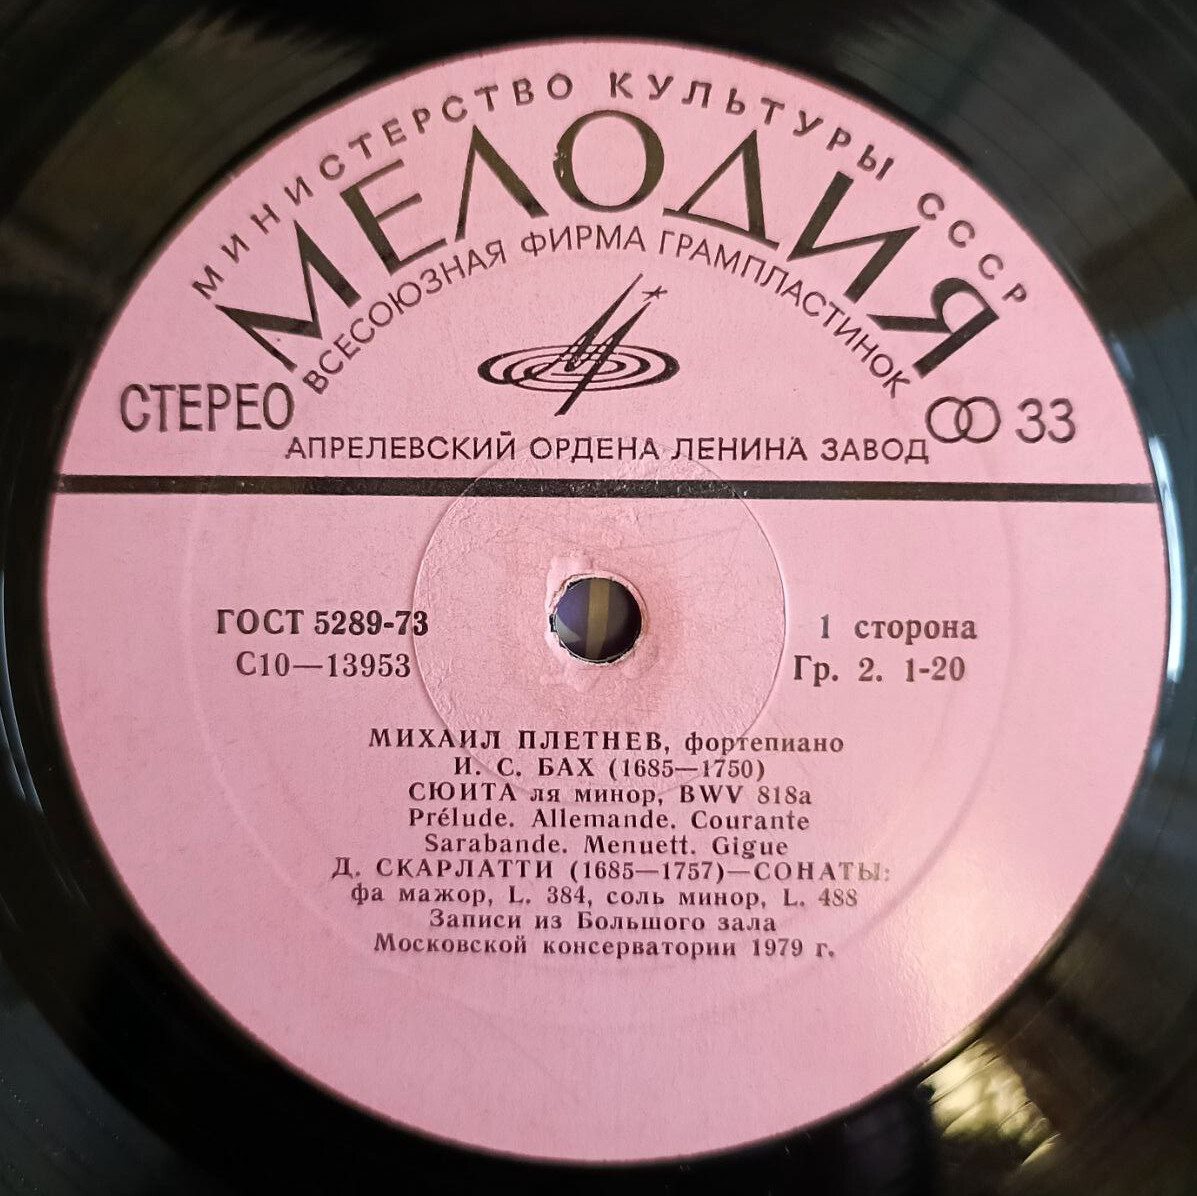 МИНИСТЕРСТВО КУЛЬТУРЫ СССР
МЕЛОДИЯ
ВСЕСОЮЗНАЯ ФИРМА ГРАМПЛАСТИНОК
СТЕРЕО
33
АПРЕЛЕВСКИЙ ОРДЕНА ЛЕНИНА ЗАВОД
ГОСТ 5289-73
С10—13953
1 сторона
Гр. 2. 1-20
МИХАИЛ ПЛЕТНЕВ, фортепиано
И. С. БАХ (1685—1750)
СЮИТА ля минор, BWV 818a
Prélude. Allemande. Courante
Sarabande. Menuett. Gigue
Д. СКАРЛАТТИ (1685—1757)—СОНАТЫ:
фа мажор, L. 384, соль минор, L. 488
Записи из Большого зала
Московской консерватории 1979 г.